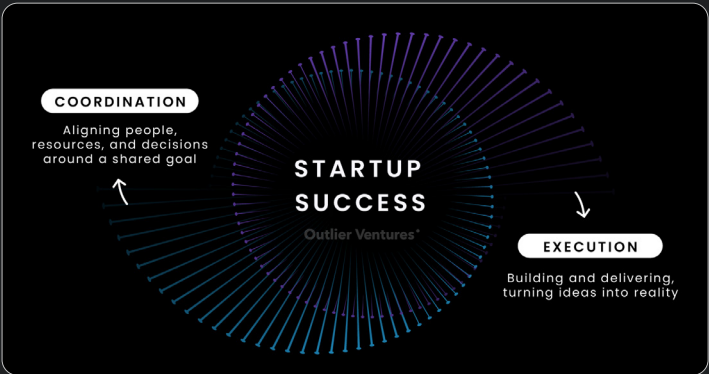 COORDINATION
Aligning people,
resources, and decisions
around a shared goal
STARTUP
SUCCESS
Outlier Ventures
EXECUTION
Building and delivering,
turning ideas into reality